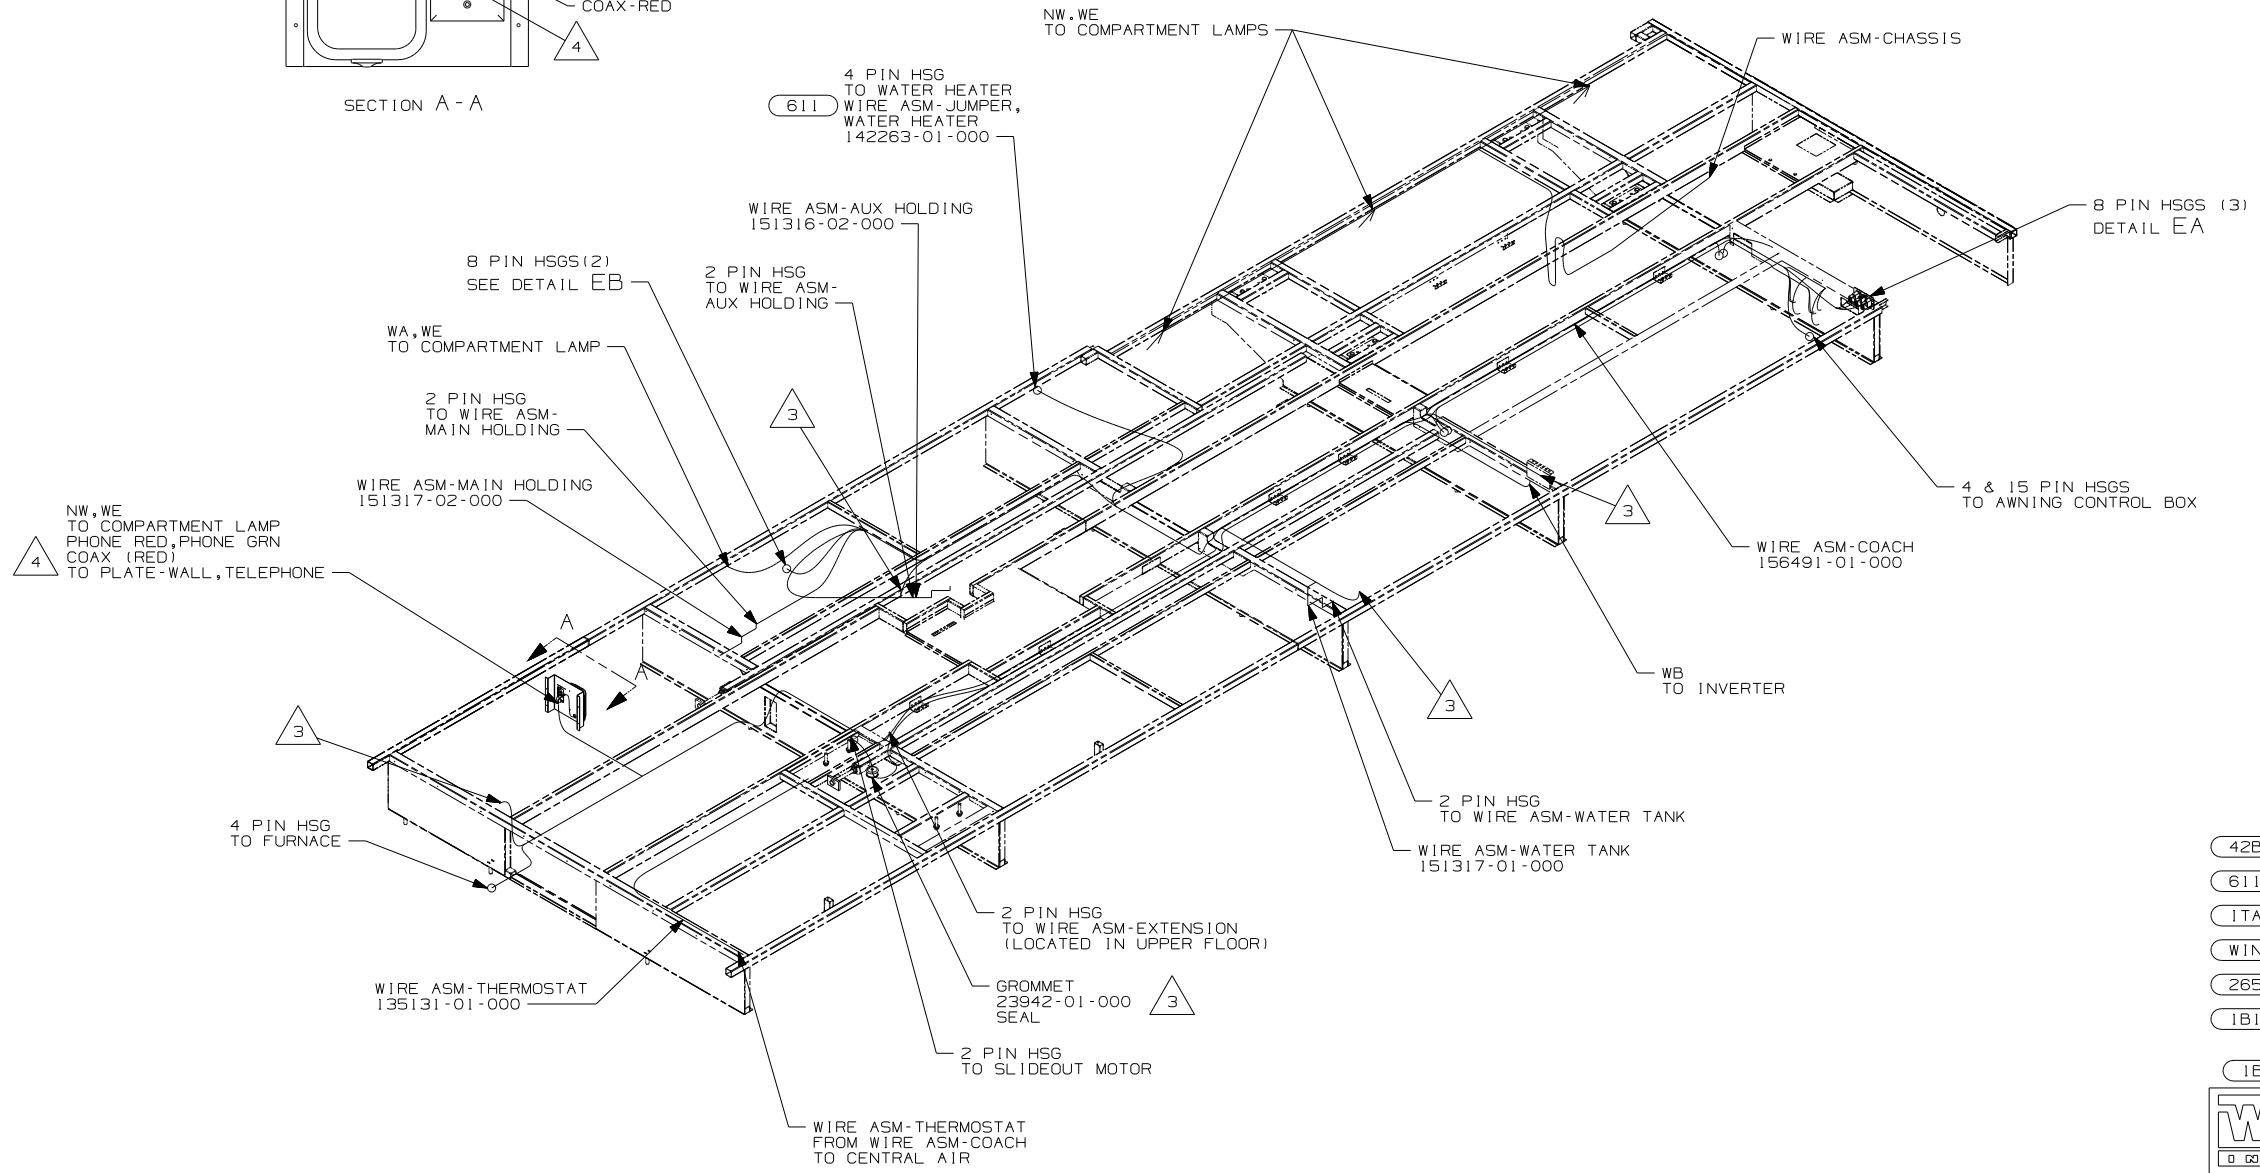 COAX-RED
4
SECTION A-A
NW.WE
TO COMPARTMENT LAMPS
WIRE ASM-CHASSIS
611
4 PIN HSG
TO WATER HEATER
WIRE ASM-JUMPER,
WATER HEATER
142263-01-000
WIRE ASM-AUX HOLDING
151316-02-000
8 PIN HSGS (3)
DETAIL EA
8 PIN HSGS(2)
SEE DETAIL EB
2 PIN HSG
TO WIRE ASM-
AUX HOLDING
WA,WE
TO COMPARTMENT LAMP
2 PIN HSG
TO WIRE ASM-
MAIN HOLDING
3
WIRE ASM-MAIN HOLDING
151317-02-000
4
NW,WE
TO COMPARTMENT LAMP
PHONE RED,PHONE GRN
COAX (RED)
TO PLATE-WALL,TELEPHONE
4 & 15 PIN HSGS
TO AWNING CONTROL BOX
3
WIRE ASM-COACH
156491-01-000
A
A
WB
TO INVERTER
3
3
2 PIN HSG
TO WIRE ASM-WATER TANK
4 PIN HSG
TO FURNACE
WIRE ASM-WATER TANK
151317-01-000
2 PIN HSG
TO WIRE ASM-EXTENSION
(LOCATED IN UPPER FLOOR)
WIRE ASM-THERMOSTAT
135131-01-000
GROMMET
23942-01-000
SEAL
3
2 PIN HSG
TO SLIDEOUT MOTOR
WIRE ASM-THERMOSTAT
FROM WIRE ASM-COACH
TO CENTRAL AIR
42B
611
ITA
WIN
265
1B1